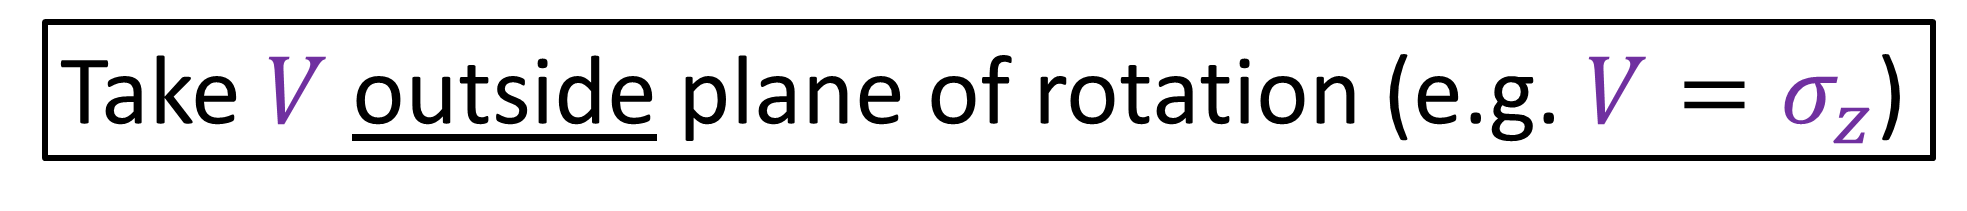 Take V outside plane of rotation (e.g. V = σ_z)